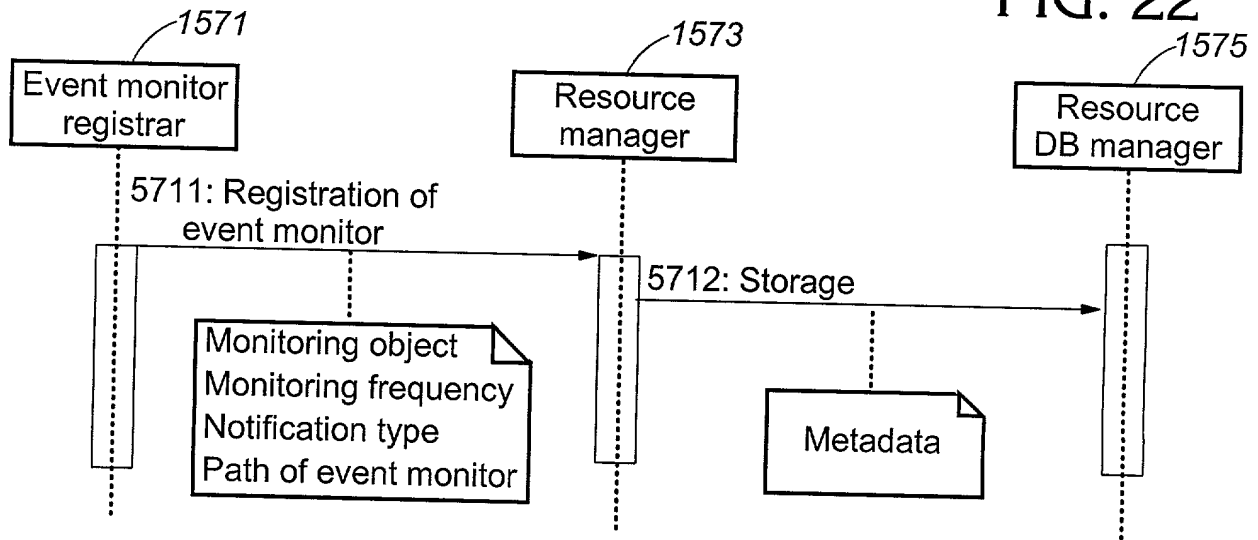 FIG. 22
1571
1573
1575
Event monitor
registrar
Resource
manager
Resource
DB manager
5711: Registration of
event monitor
5712: Storage
Monitoring object
Monitoring frequency
Notification type
Path of event monitor
Metadata